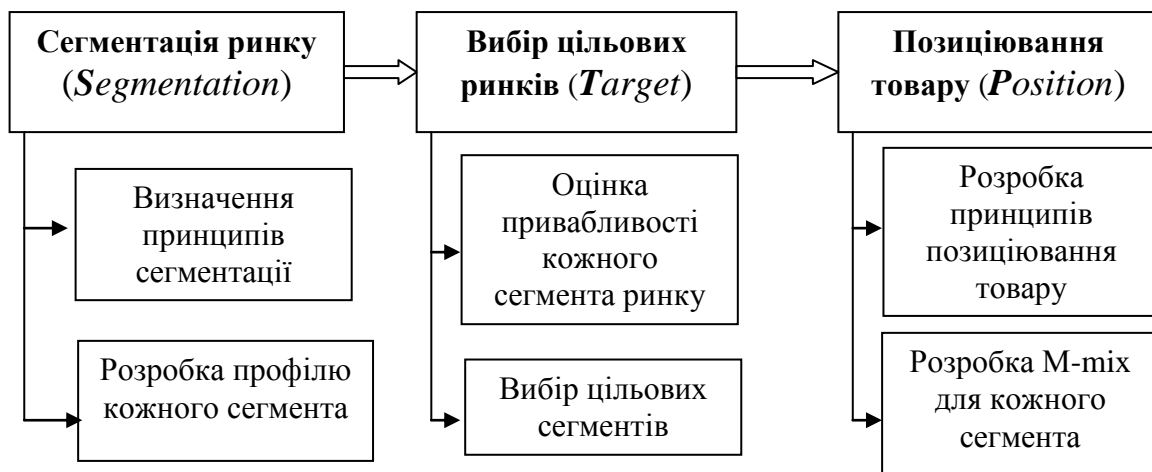 Сегментація ринку
(Segmentation)
Вибір цільових
ринків (Target)
Позиціювання
товару (Position)
Визначення
принципів
сегментації
Розробка профілю
кожного сегмента
Оцінка
привабливості
кожного
сегмента ринку
Вибір цільових
сегментів
Розробка
принципів
позиціювання
товару
Розробка M-mix
для кожного
сегмента